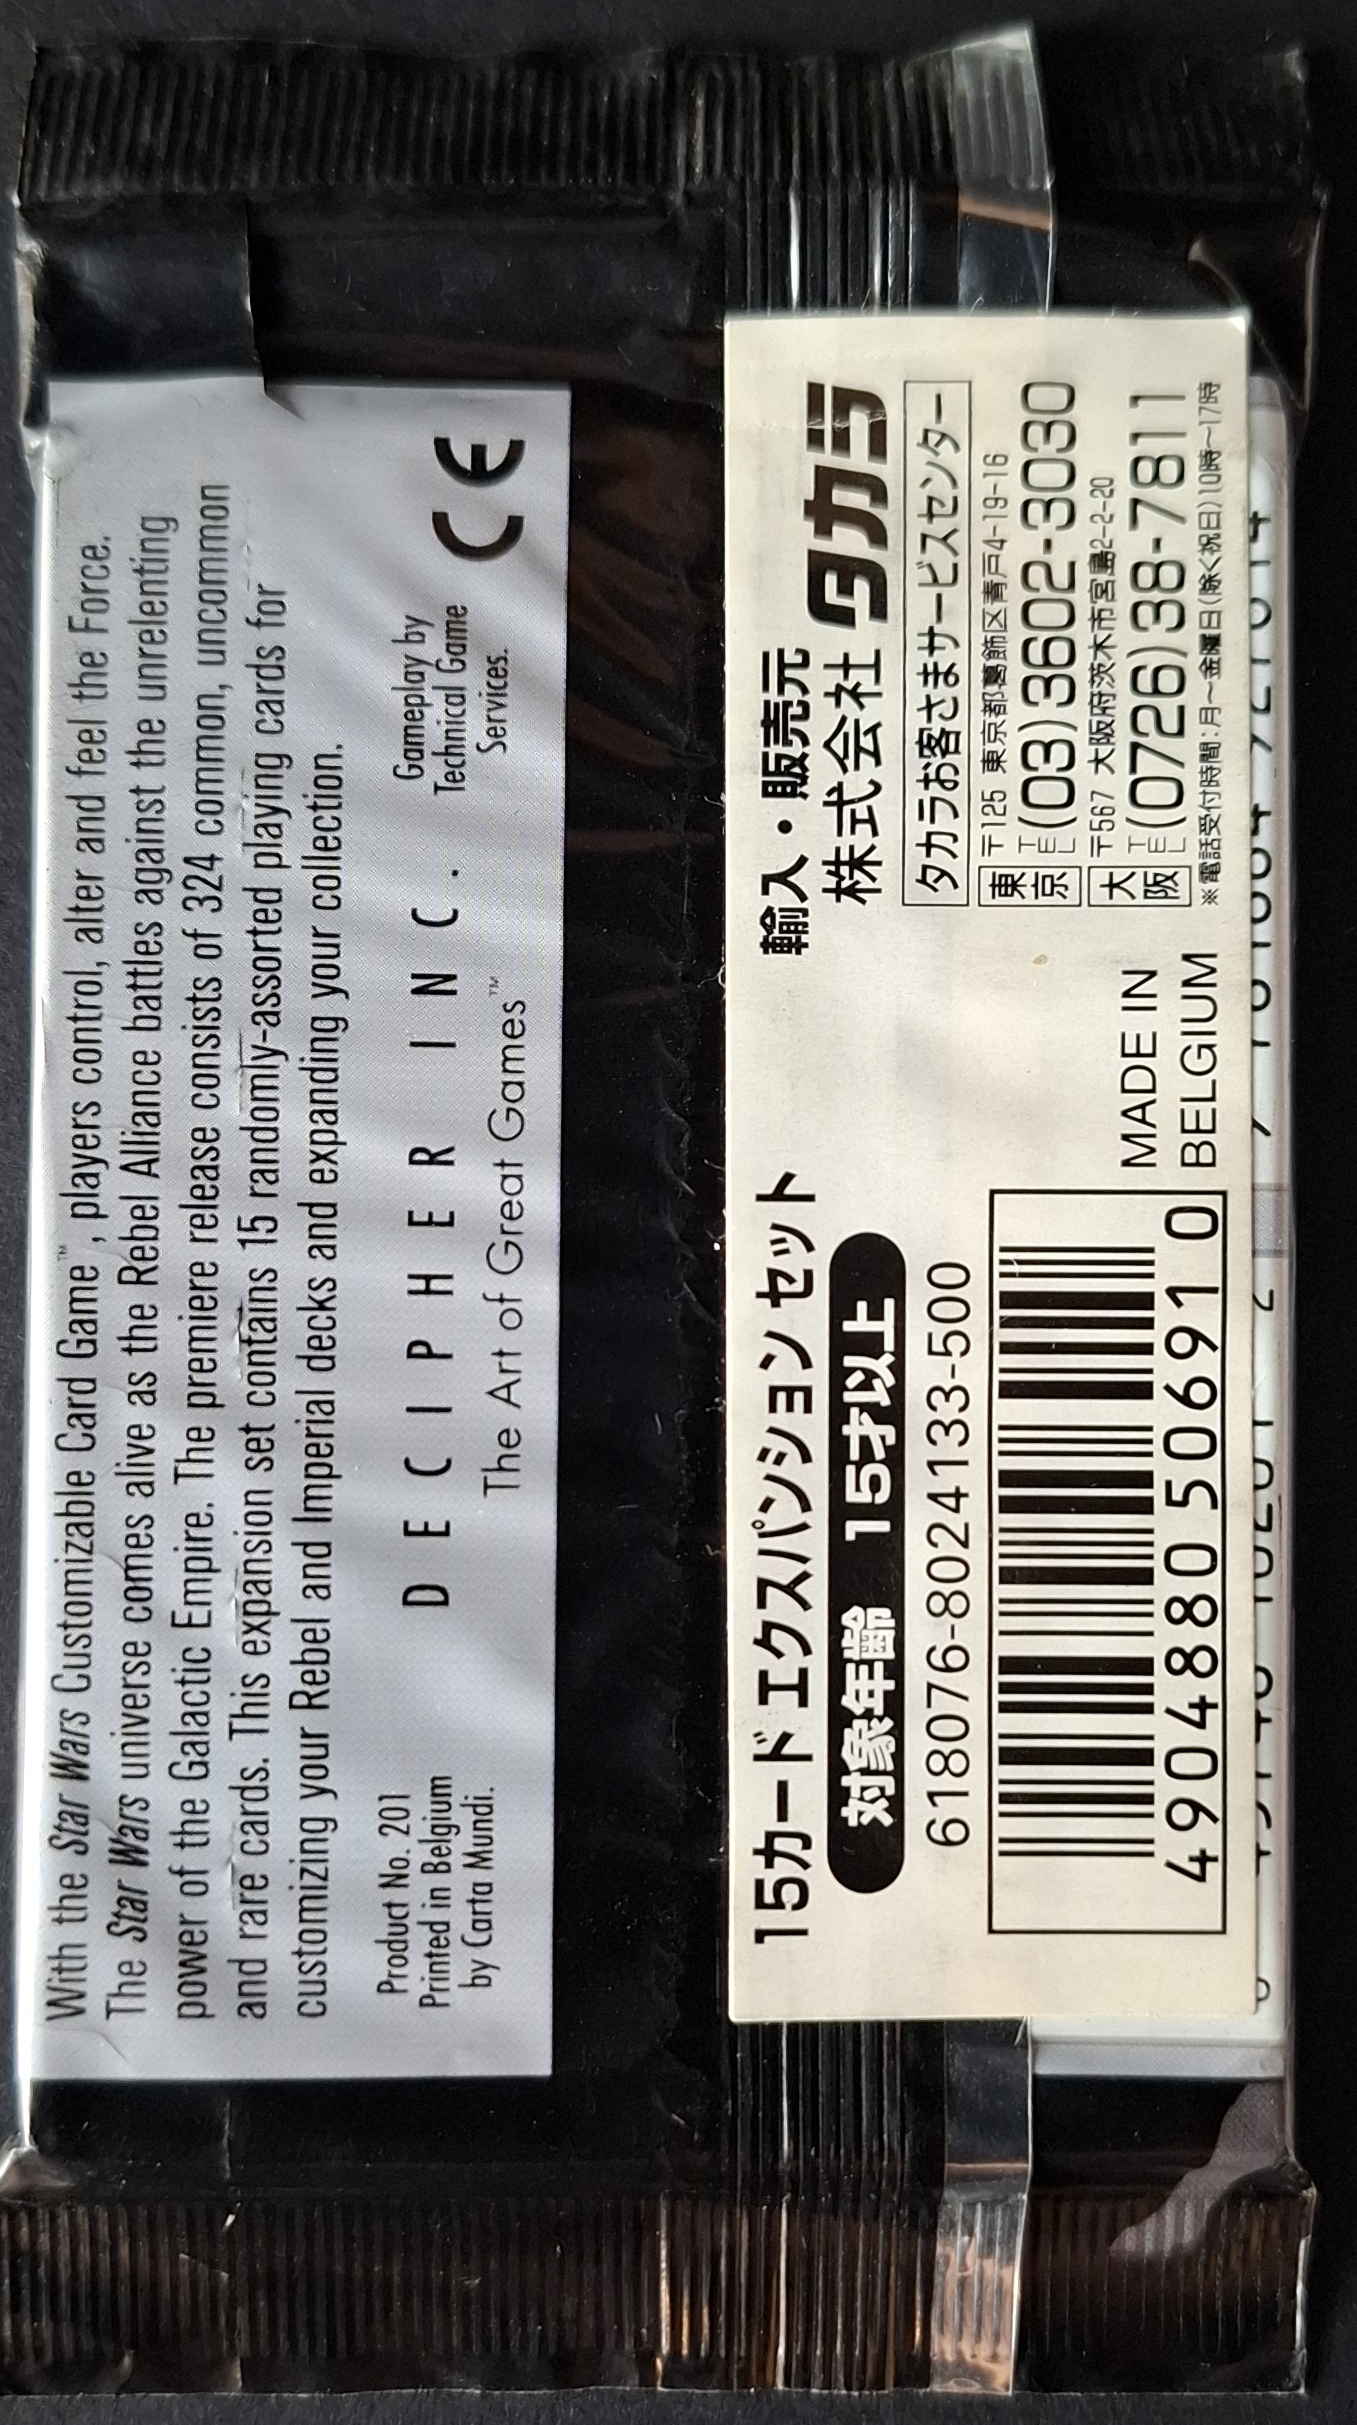 With the Star Wars Customizable Card Game™, players control, alter and feel the Force.
The Star Wars universe comes alive as the Rebel Alliance battles against the unrelenting
power of the Galactic Empire. The premiere release consists of 324 common, uncommon
and rare cards. This expansion set contains 15 randomly-assorted playing cards for
customizing your Rebel and Imperial decks and expanding your collection.
Product No. 201
Printed in Belgium
by Carta Mundi.
DECIPHER INC.
The Art of Great Games™
Gameplay by
Technical Game
Services.
CE
15カード エクスパンション セット
対象年齢 15才以上
618076-8024133-500
4904880506910
MADE IN
BELGIUM
輸入・販売元
株式会社 タカラ
タカラお客さまサービスセンター
東京 〒125 東京都葛飾区青戸4-19-16
TEL(03)3602-3030
大阪 〒567 大阪府茨木市宮島2-2-20
TEL(0726)38-7811
※電話受付時間:月〜金曜日(除く祝日)10時〜17時